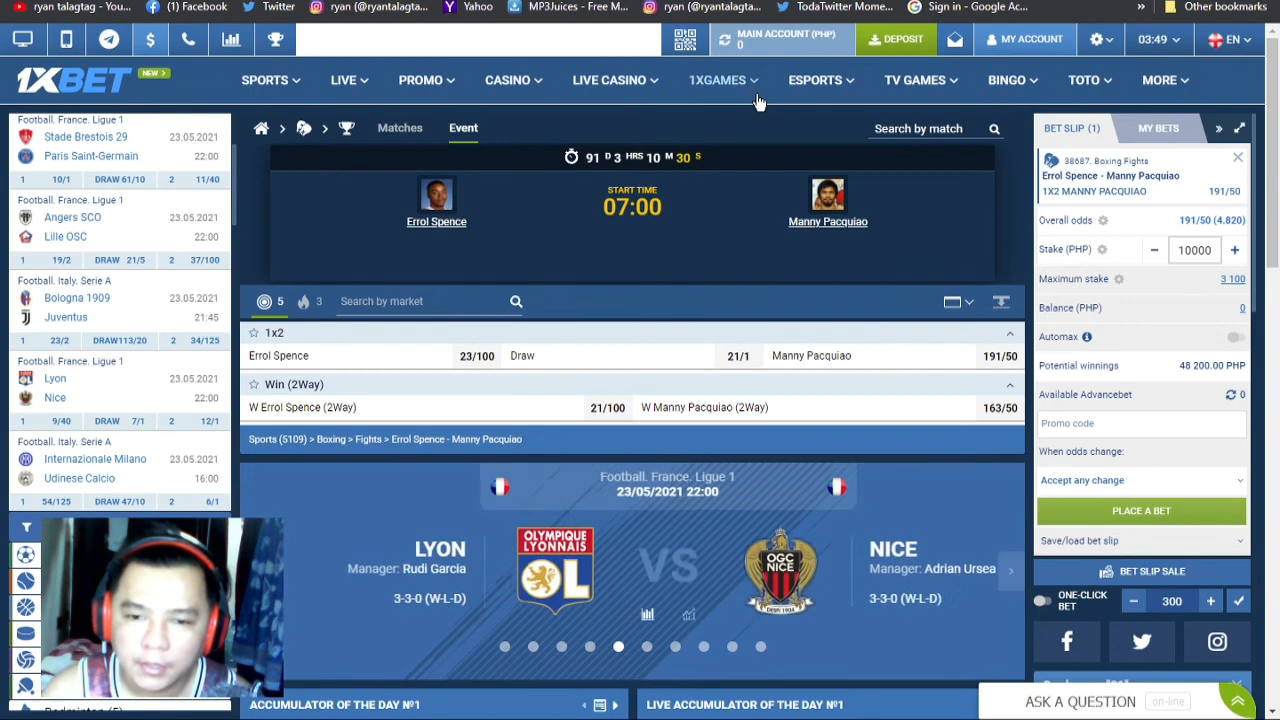 ryan (@ryantalingt... Facebook Twitter ryan (@ryantalingt... Yahoo MP3Juices - Free M... ryan (@ryantalingt... TodaTwitter Mome... Sign in - Google Ac... » Other bookmarks
MAIN ACCOUNT (PHP)
0
DEPOSIT
MY ACCOUNT
03:49
EN
1XBET
NEW >
SPORTS
LIVE
PROMO
CASINO
LIVE CASINO
1XGAMES
ESPORTS
TV GAMES
BINGO
TOTO
MORE
Football. France. Ligue 1
Stade Brestois 29 23.05.2021
Paris Saint-Germain 22:00
1 10/1 DRAW 61/10 2 11/40
Football. France. Ligue 1
Angers SCO 23.05.2021
Lille OSC 22:00
1 19/2 DRAW 21/5 2 37/100
Football. Italy. Serie A
Bologna 1909 23.05.2021
Juventus 21:45
1 23/2 DRAW113/20 2 34/125
Football. France. Ligue 1
Lyon 23.05.2021
Nice 22:00
1 9/40 DRAW 7/1 2 12/1
Football. Italy. Serie A
Internazionale Milano 23.05.2021
Udinese Calcio 16:00
1 54/125 DRAW 47/10 2 6/1
Matches Event
Search by match
91 D 3 HRS 10 M 30 S
START TIME
07:00
Errol Spence
Manny Pacquiao
5 3 Search by market
1x2
Errol Spence 23/100 Draw 21/1 Manny Pacquiao 191/50
Win (2Way)
W Errol Spence (2Way) 21/100 W Manny Pacquiao (2Way) 163/50
Sports (5109) > Boxing > Fights > Errol Spence - Manny Pacquiao
Football. France. Ligue 1
23/05/2021 22:00
LYON
Manager: Rudi Garcia
3-3-0 (W-L-D)
OLYMPIQUE
LYONNAIS
OL
VS
OGC
NICE
DEPUIS 1904
NICE
Manager: Adrian Ursea
3-3-0 (W-L-D)
ACCUMULATOR OF THE DAY №1
LIVE ACCUMULATOR OF THE DAY №1
BET SLIP (1) MY BETS »
38687. Boxing Fights
Errol Spence - Manny Pacquiao
1X2 MANNY PACQUIAO 191/50
Overall odds 191/50 (4.820)
Stake (PHP) − 10000 +
Maximum stake 3 100
Balance (PHP) 0
Automax
Potential winnings 48 200.00 PHP
Available Advancebet 0
Promo code
When odds change:
Accept any change
PLACE A BET
Save/load bet slip
BET SLIP SALE
ONE-CLICK
BET
− 300 +
ASK A QUESTION on-line